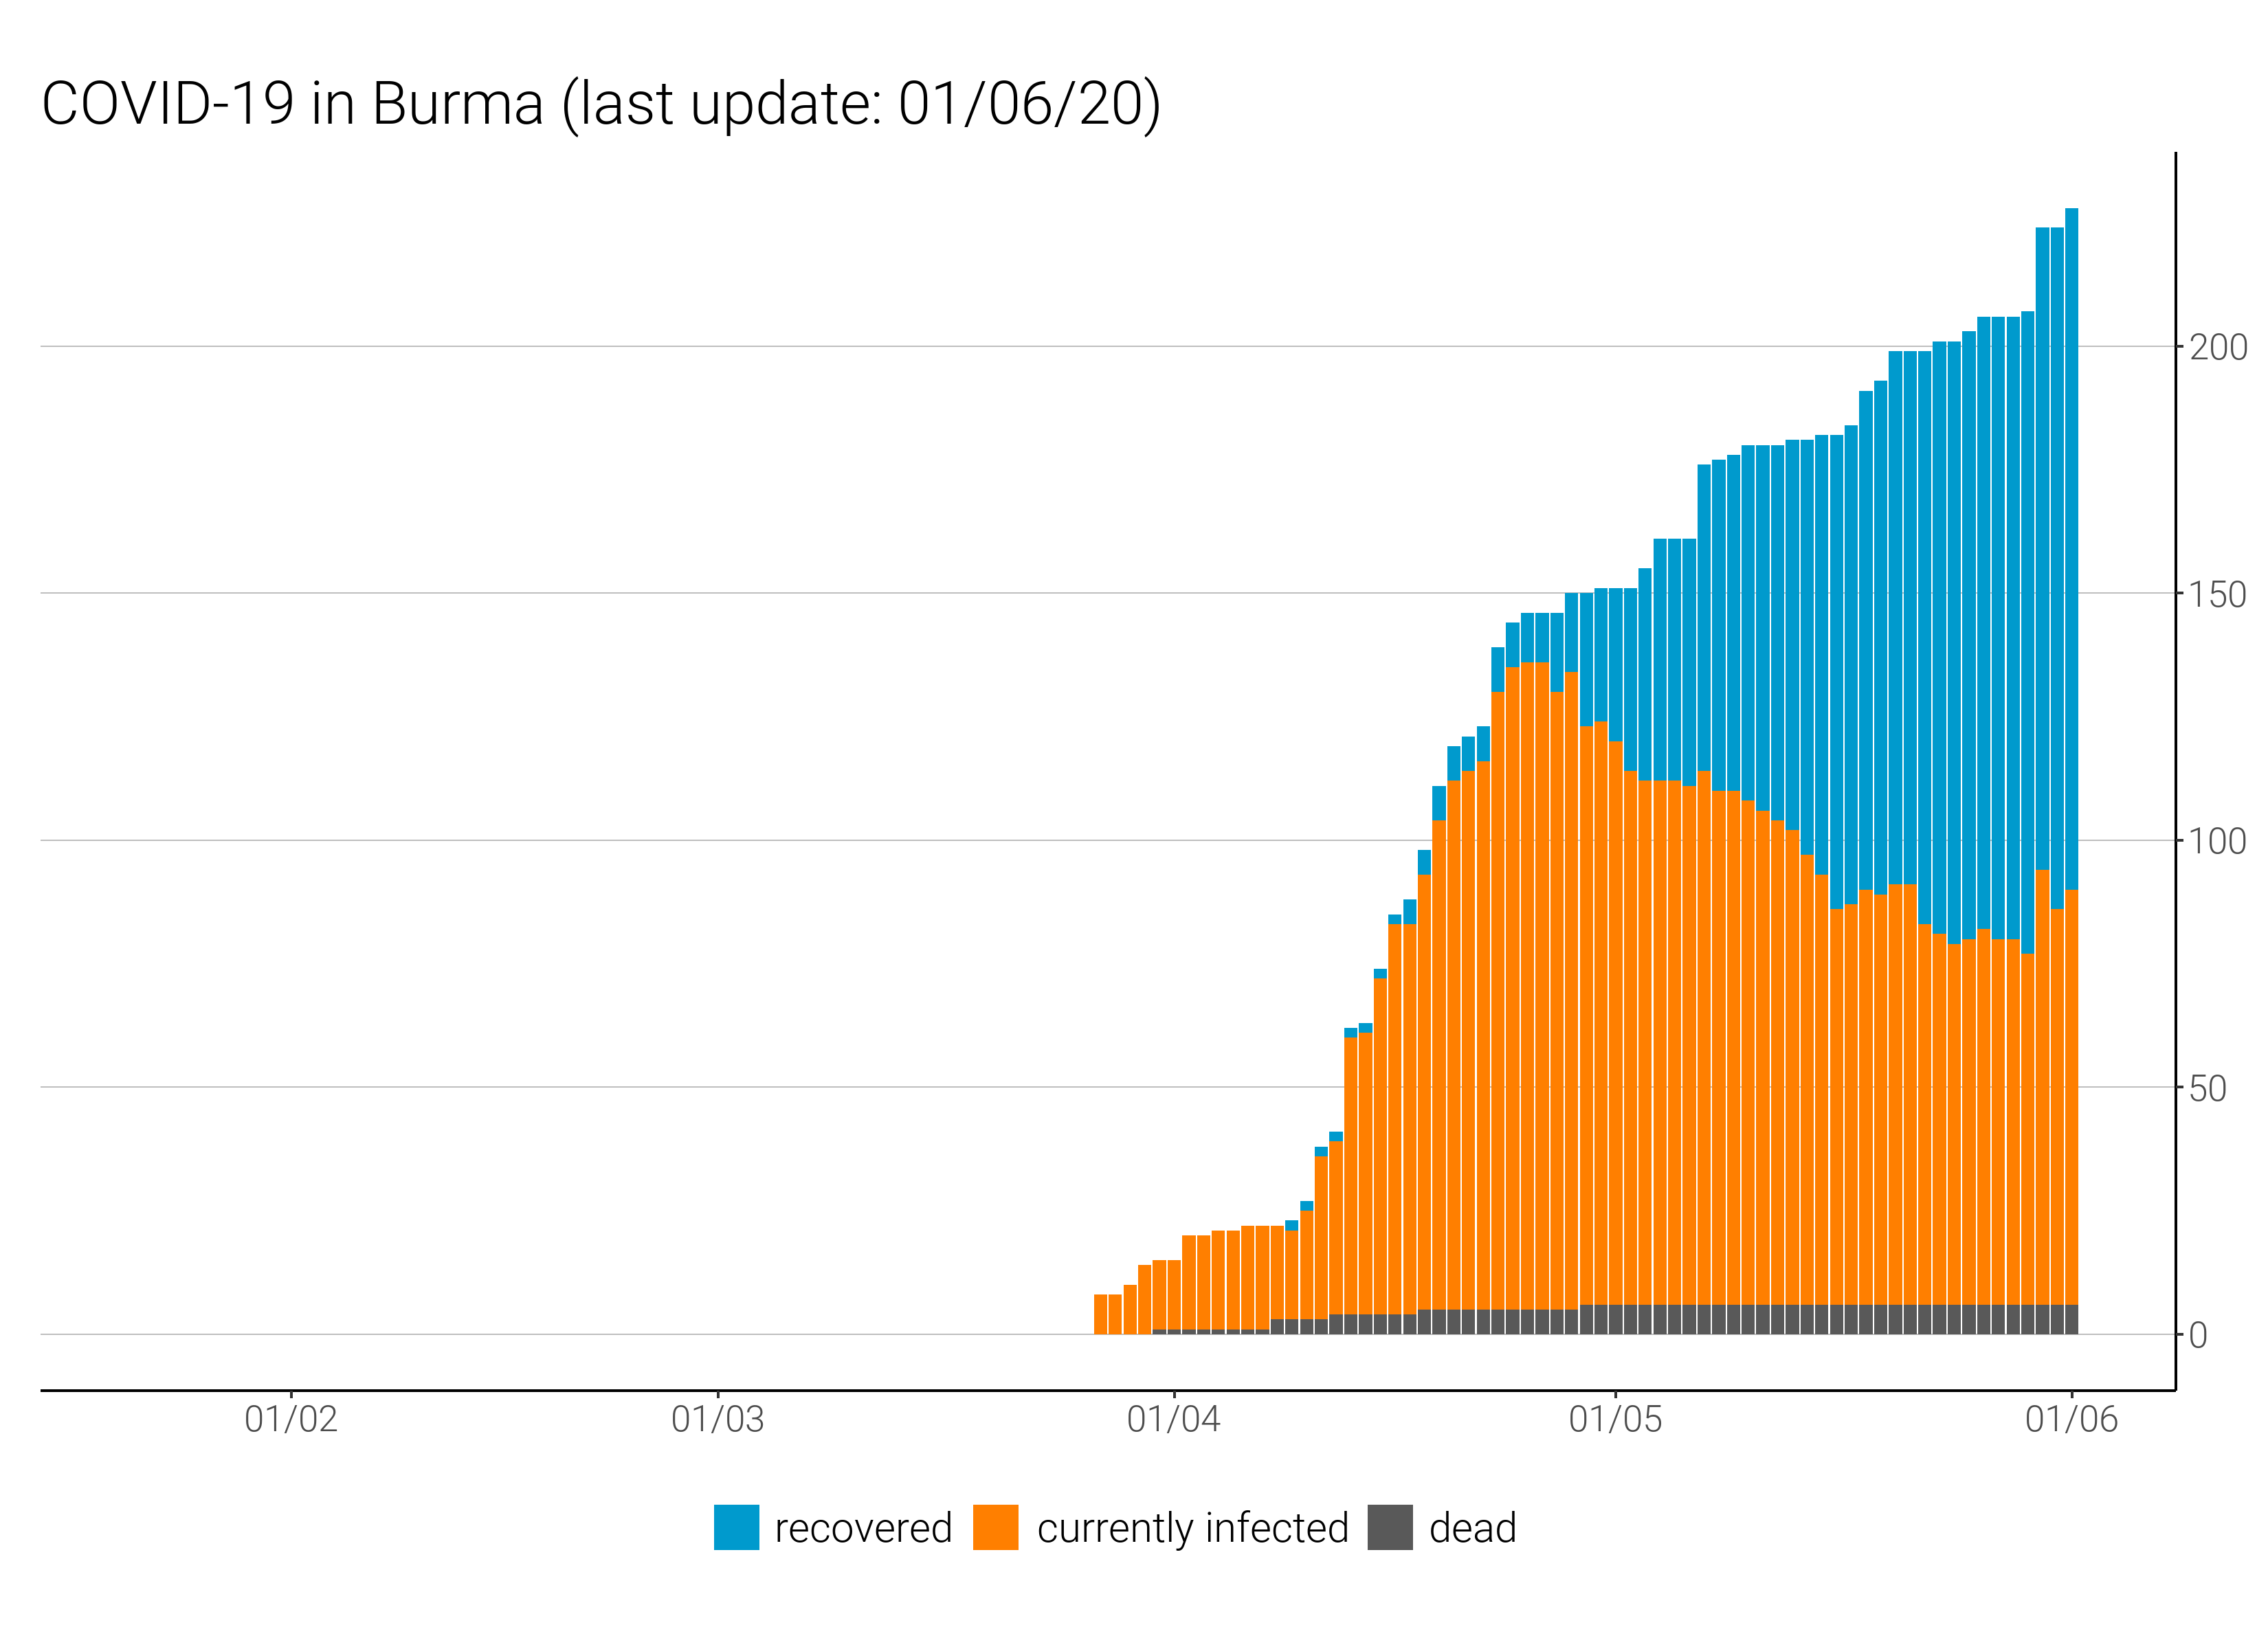 COVID-19 in Burma (last update: 01/06/20)
200
150
100
50
0
01/02 01/03 01/04 01/05 01/06
recovered currently infected dead